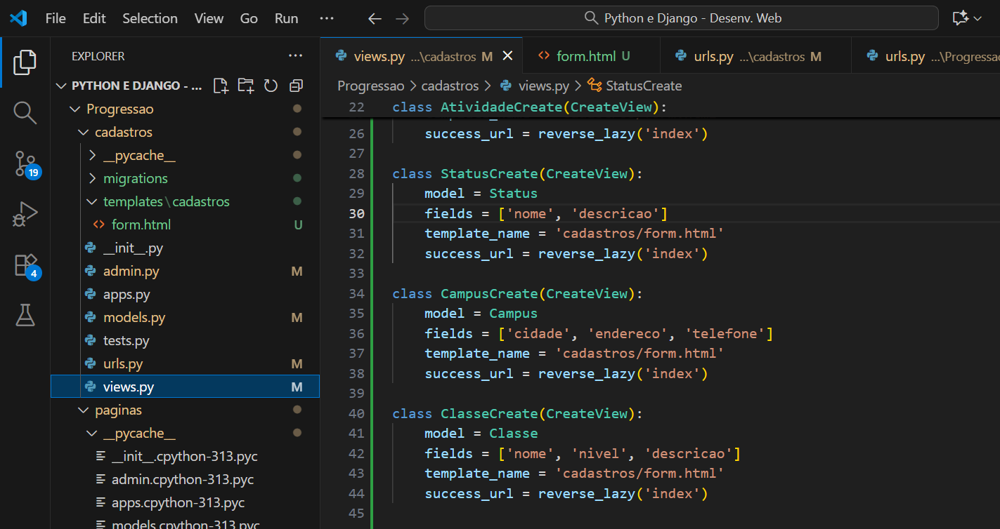 File Edit Selection View Go Run ··· Python e Django - Desenv. Web
EXPLORER ···
PYTHON E DJANGO - ...
Progressao
cadastros
__pycache__
migrations
templates\cadastros
form.html U
__init__.py
admin.py M
apps.py
models.py M
tests.py
urls.py M
views.py M
paginas
__pycache__
__init__.cpython-313.pyc
admin.cpython-313.pyc
apps.cpython-313.pyc
models.cpython-313.pyc
19
4
views.py ...\cadastros M form.html U urls.py ...\cadastros M urls.py ...\Progressao
Progressao > cadastros > views.py > StatusCreate
22 class AtividadeCreate(CreateView):
26 success_url = reverse_lazy('index')
27
28 class StatusCreate(CreateView):
29 model = Status
30 fields = ['nome', 'descricao']
31 template_name = 'cadastros/form.html'
32 success_url = reverse_lazy('index')
33
34 class CampusCreate(CreateView):
35 model = Campus
36 fields = ['cidade', 'endereco', 'telefone']
37 template_name = 'cadastros/form.html'
38 success_url = reverse_lazy('index')
39
40 class ClasseCreate(CreateView):
41 model = Classe
42 fields = ['nome', 'nivel', 'descricao']
43 template_name = 'cadastros/form.html'
44 success_url = reverse_lazy('index')
45